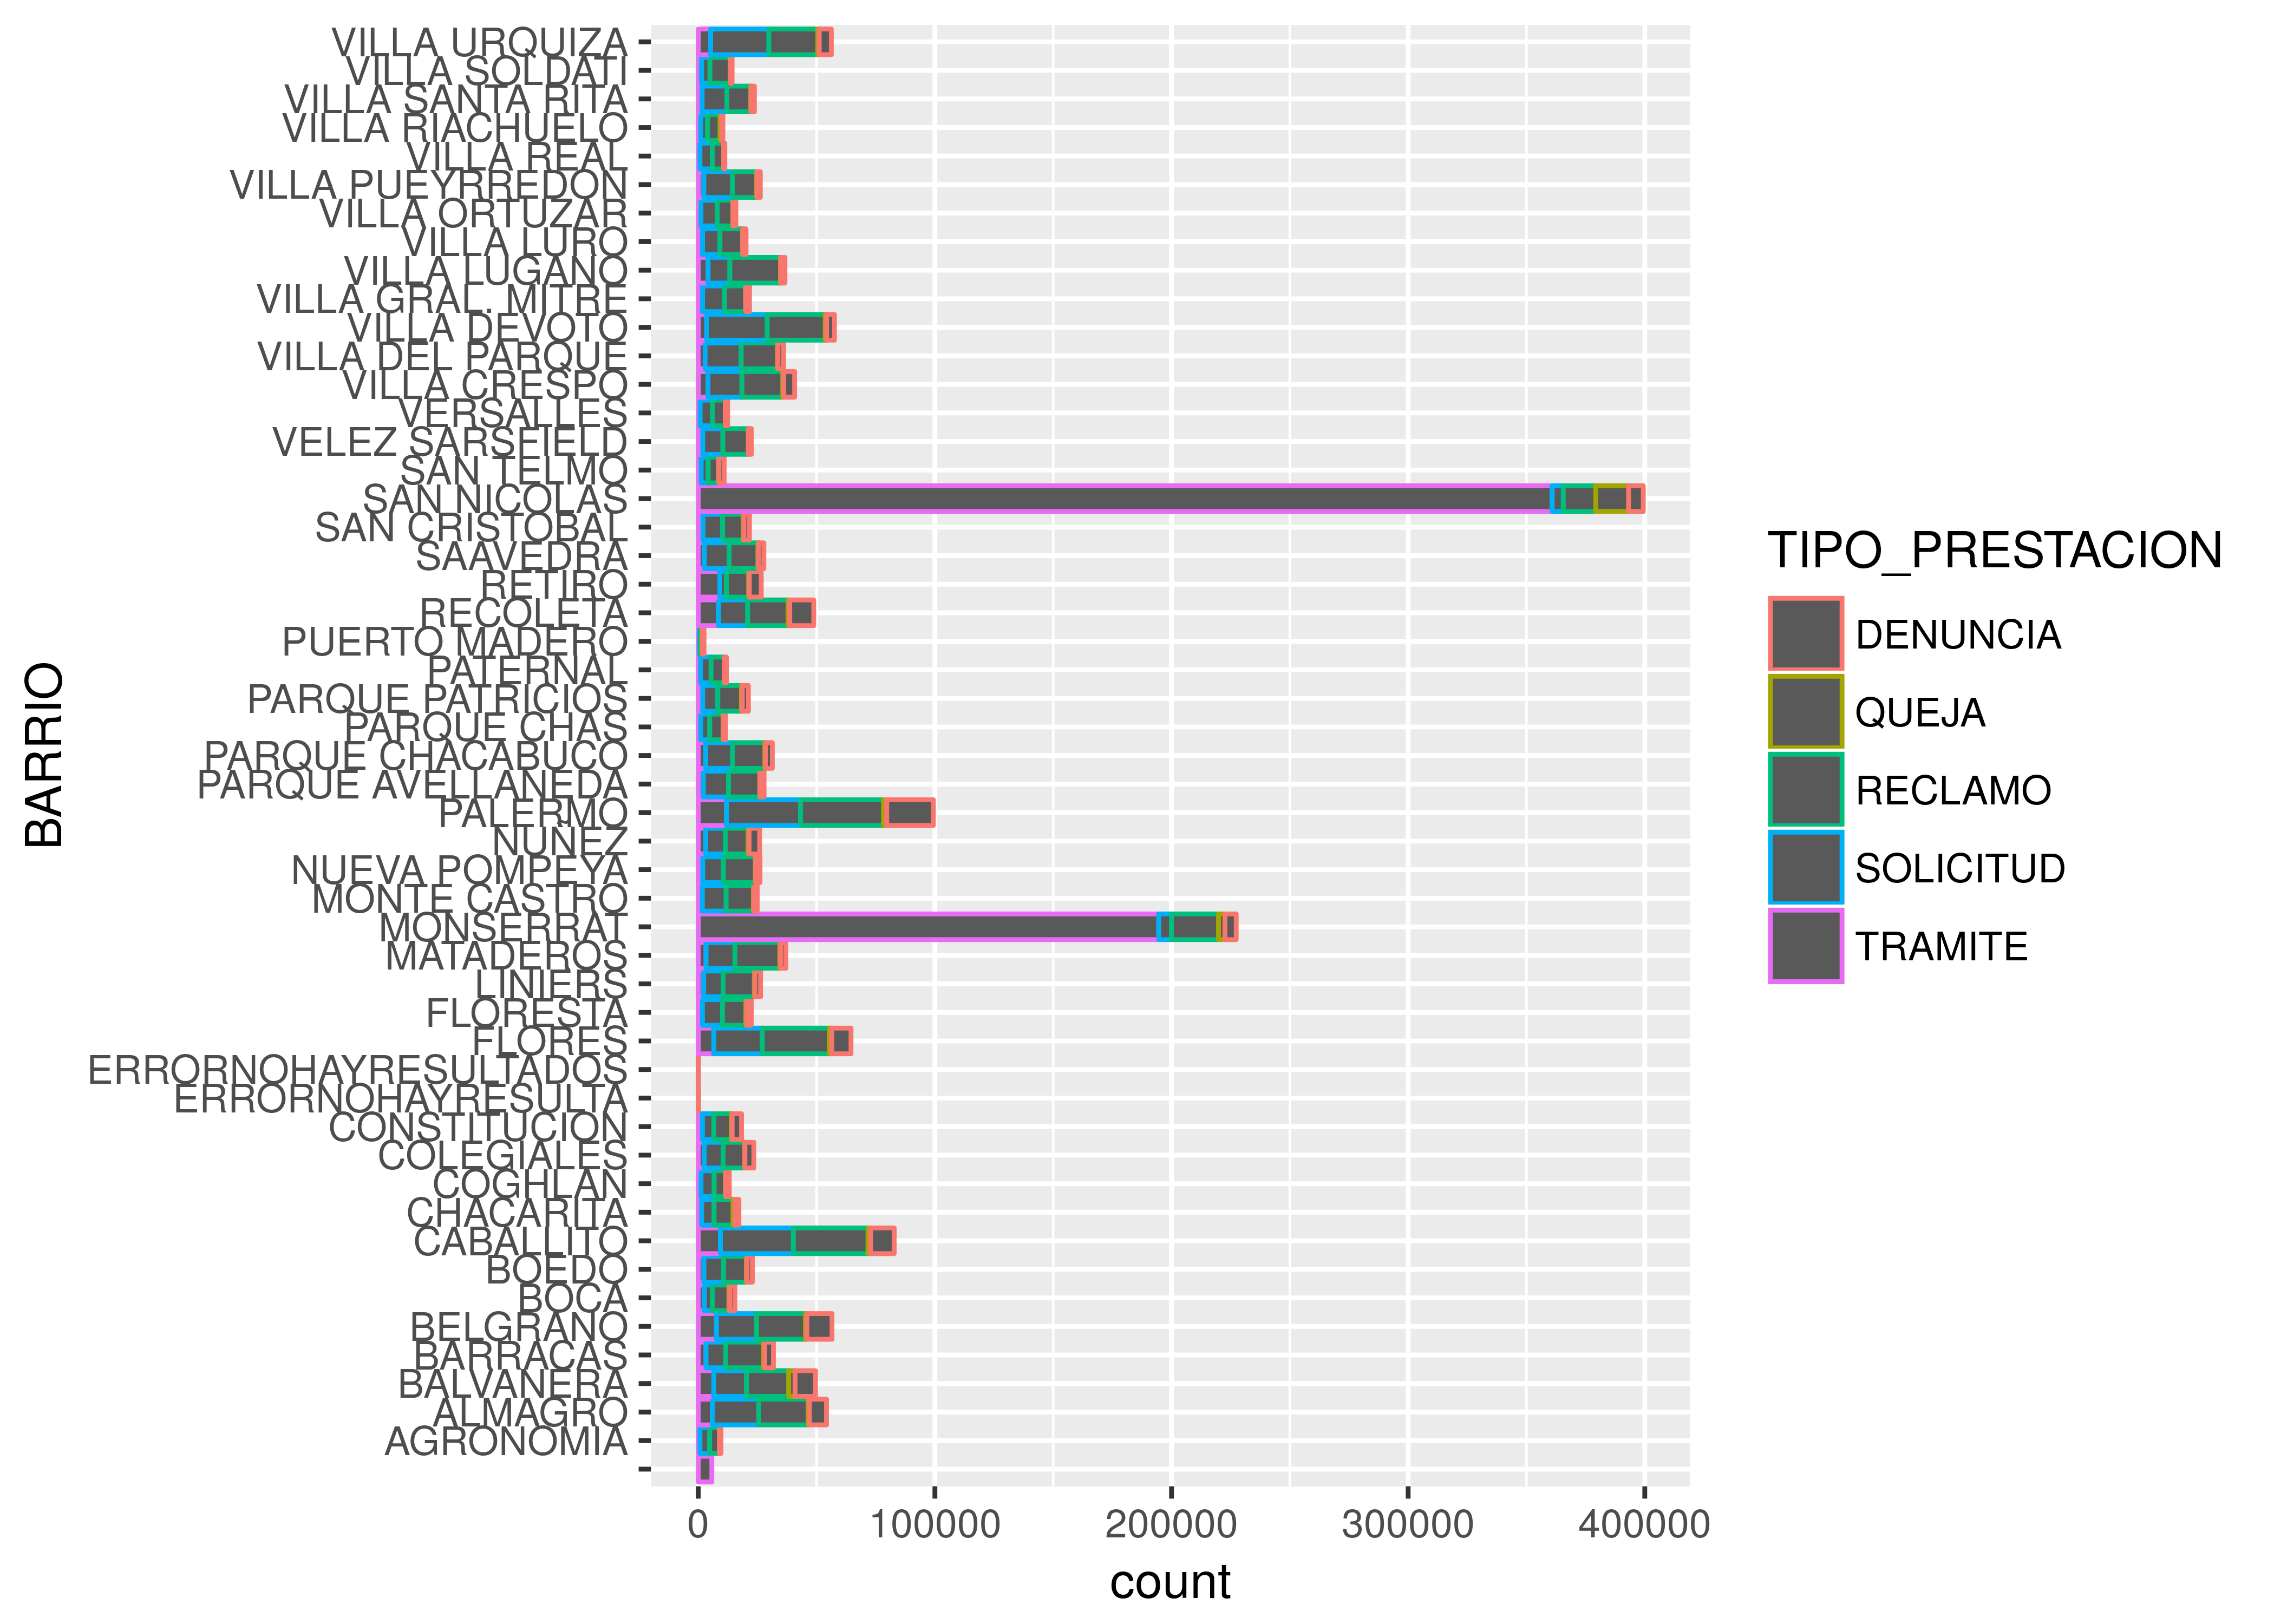 VILLA URQUIZA
VILLA SOLDATI
VILLA SANTA RITA
VILLA RIACHUELO
VILLA REAL
VILLA PUEYRREDON
VILLA ORTUZAR
VILLA LURO
VILLA LUGANO
VILLA GRAL. MITRE
VILLA DEVOTO
VILLA DEL PARQUE
VILLA CRESPO
VERSALLES
VELEZ SARSFIELD
SAN TELMO
SAN NICOLAS
SAN CRISTOBAL
SAAVEDRA
RETIRO
RECOLETA
PUERTO MADERO
PATERNAL
PARQUE PATRICIOS
PARQUE CHAS
PARQUE CHACABUCO
PARQUE AVELLANEDA
PALERMO
NUÑEZ
NUEVA POMPEYA
MONTE CASTRO
MONSERRAT
MATADEROS
LINIERS
FLORESTA
FLORES
ERRORNOHAYRESULTADOS
ERRORNOHAYRESULTA
CONSTITUCION
COLEGIALES
COGHLAN
CHACARITA
CABALLITO
BOEDO
BOCA
BELGRANO
BARRACAS
BALVANERA
ALMAGRO
AGRONOMIA
BARRIO
0 100000 200000 300000 400000
count
TIPO_PRESTACION
DENUNCIA
QUEJA
RECLAMO
SOLICITUD
TRAMITE